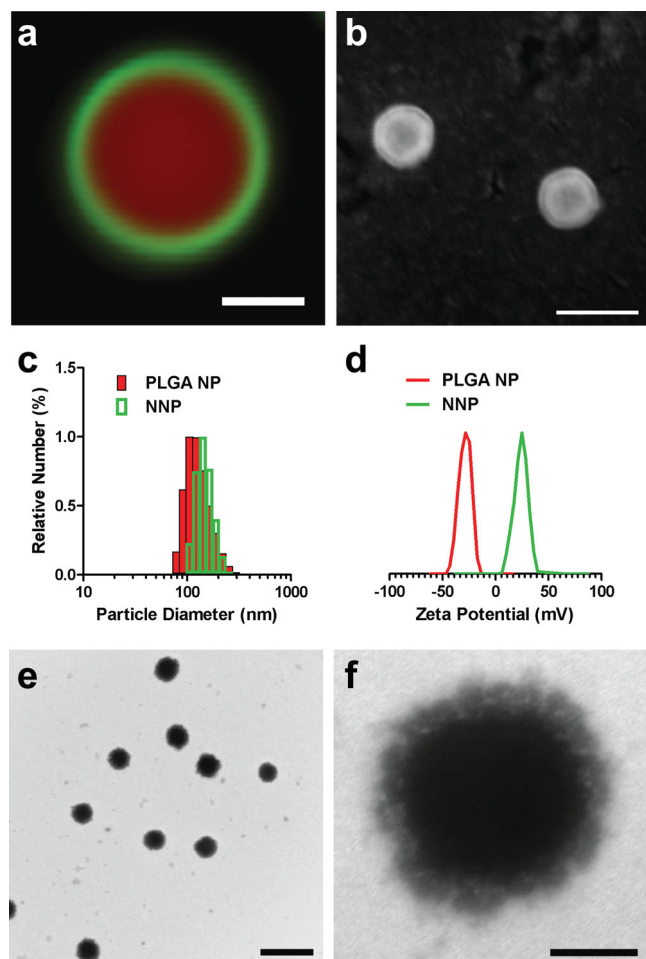 a
b
c
1.5
1.0
0.5
0.0
Relative Number (%)
PLGA NP
NNP
10
100
1000
Particle Diameter (nm)
d
PLGA NP
NNP
-100
-50
0
50
100
Zeta Potential (mV)
e
f